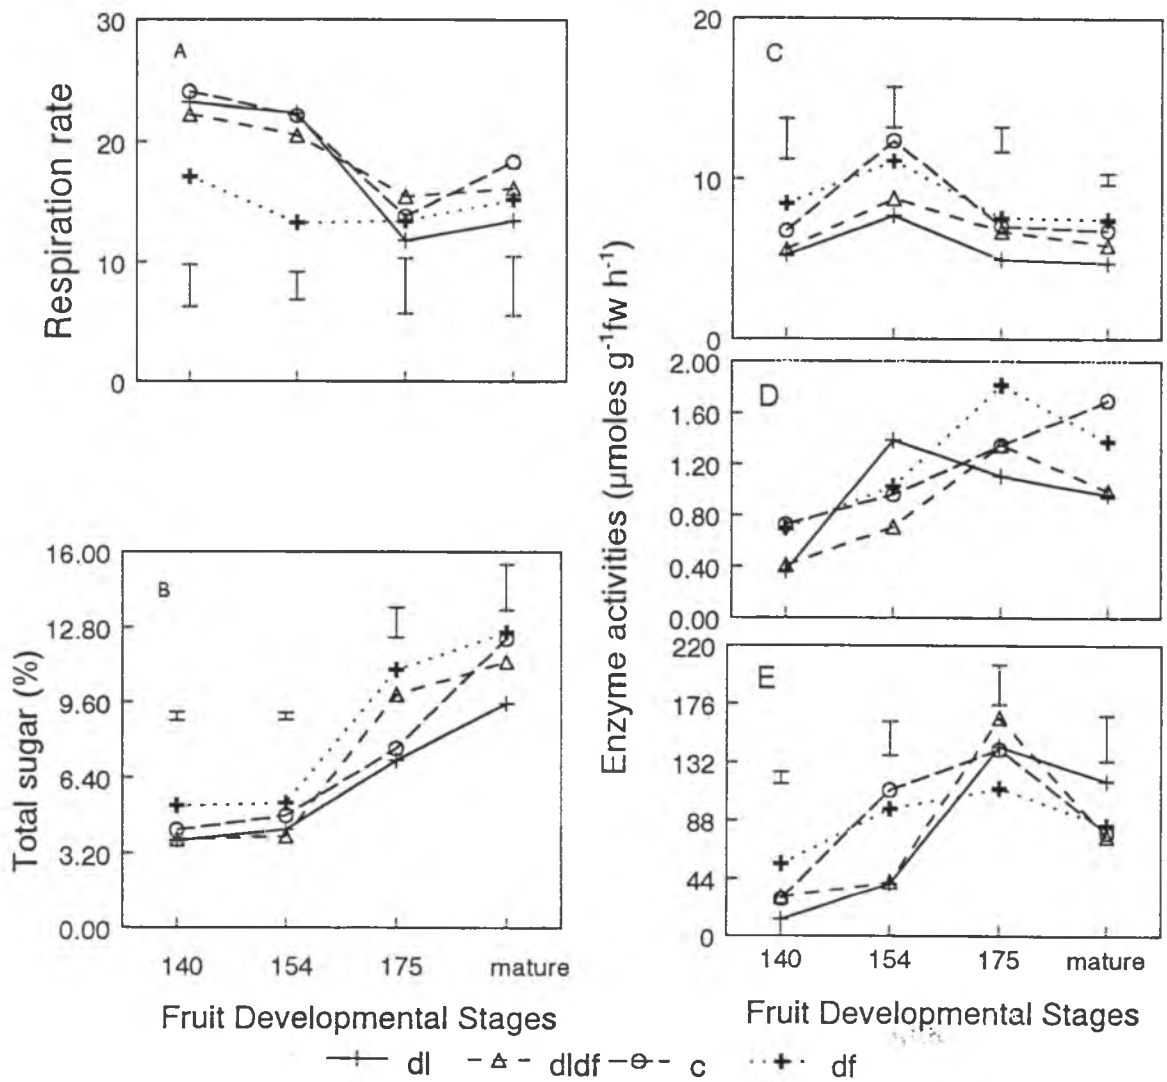 30
20
10
0
Respiration rate
A
16.00
12.80
9.60
6.40
3.20
0.00
Total sugar (%)
B
140 154 175 mature
Fruit Developmental Stages
20
10
0
C
Enzyme activities (μmoles g⁻¹fw h⁻¹)
2.00
1.60
1.20
0.80
0.40
0.00
D
220
176
132
88
44
0
E
140 154 175 mature
Fruit Developmental Stages
dl dldf c df